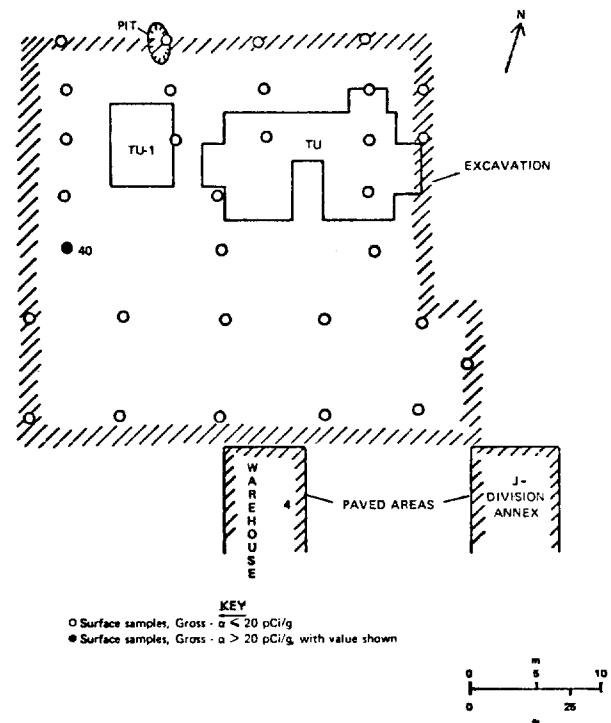 PIT
N
TU-1
TU
EXCAVATION
40
WAREHOUSE
4
PAVED AREAS
J-
DIVISION
ANNEX
KEY
Surface samples, Gross - α ≤ 20 pCi/g
Surface samples, Gross - α > 20 pCi/g, with value shown
m
0 5 10
0 25